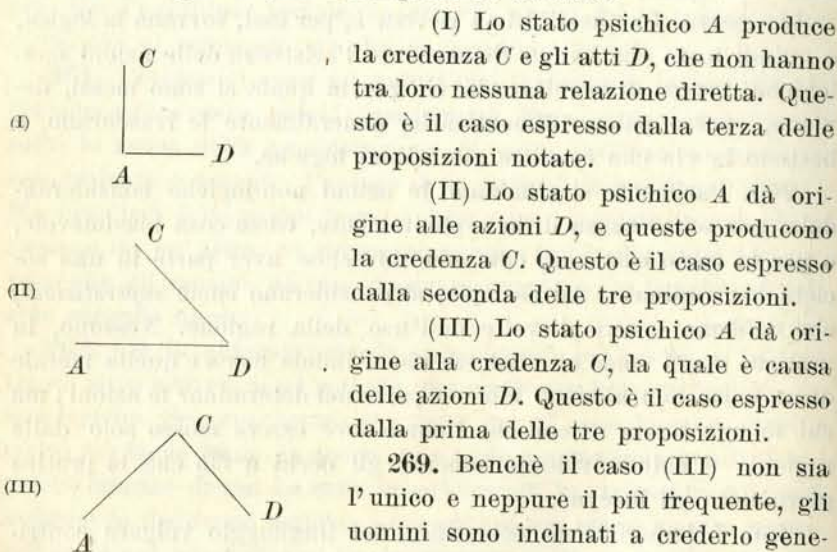 (I) Lo stato psichico A produce
la credenza C e gli atti D, che non hanno
tra loro nessuna relazione diretta. Que-
sto è il caso espresso dalla terza delle
proposizioni notate.
(I)
C
D
A
(II) Lo stato psichico A dà ori-
gine alle azioni D, e queste producono
la credenza C. Questo è il caso espresso
dalla seconda delle tre proposizioni.
(II)
C
A
D
(III) Lo stato psichico A dà ori-
gine alla credenza C, la quale è causa
delle azioni D. Questo è il caso espresso
dalla prima delle tre proposizioni.
269. Benchè il caso (III) non sia
l'unico e neppure il più frequente, gli
uomini sono inclinati a crederlo gene-
(III)
C
D
A